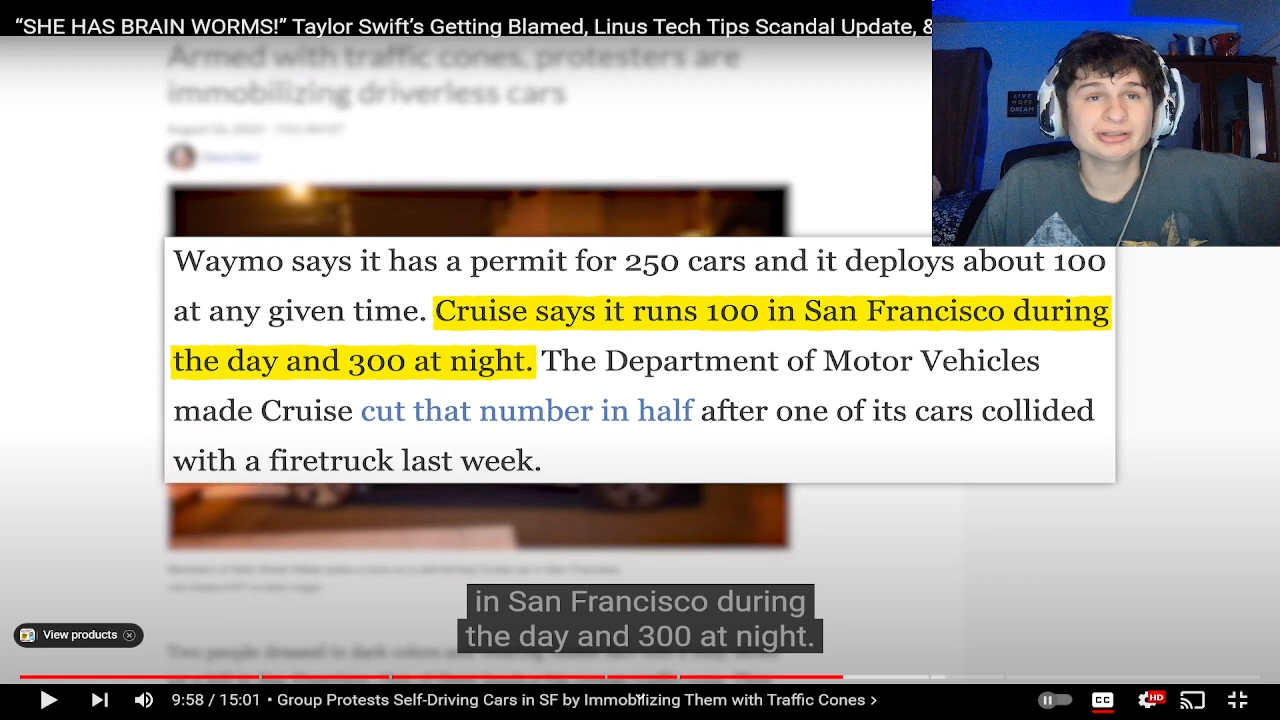 “SHE HAS BRAIN WORMS!” Taylor Swift’s Getting Blamed, Linus Tech Tips Scandal Update, &
Armed with traffic cones, protesters are
immobilizing driverless cars
LIVE
HOPE
DREAM
Waymo says it has a permit for 250 cars and it deploys about 100
at any given time. Cruise says it runs 100 in San Francisco during
the day and 300 at night. The Department of Motor Vehicles
made Cruise cut that number in half after one of its cars collided
with a firetruck last week.
in San Francisco during
the day and 300 at night.
View products
9:58 / 15:01 • Group Protests Self-Driving Cars in SF by Immobilizing Them with Traffic Cones >
CC
HD